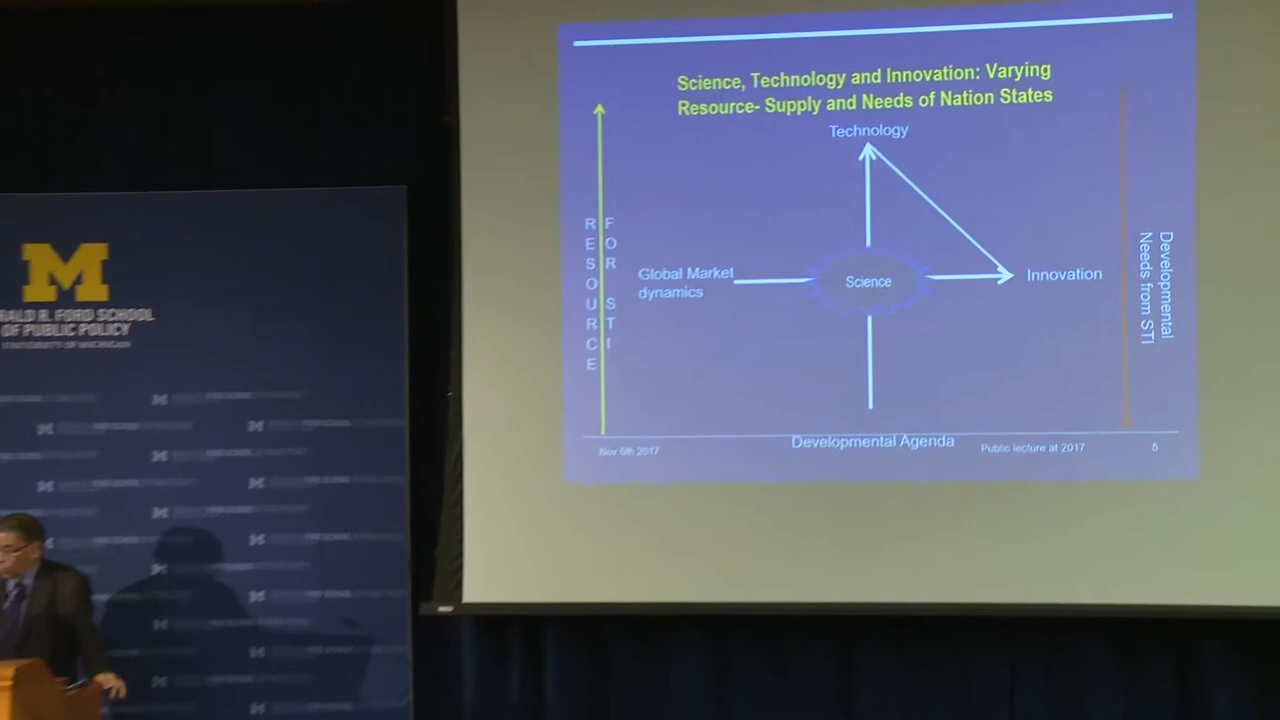 Science, Technology and Innovation: Varying
Resource- Supply and Needs of Nation States
Technology
RESOURCE
FOR STI
Global Market
dynamics
Science
Innovation
Developmental
Needs from STI
Developmental Agenda
Nov 6th 2017
Public lecture at 2017
5
M
RALD R. FORD SCHOOL
OF PUBLIC POLICY
UNIVERSITY OF MICHIGAN